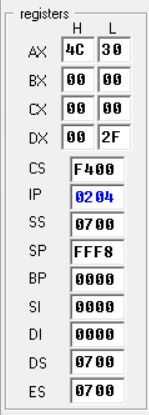 registers
H L
AX 4C 30
BX 00 00
CX 00 00
DX 00 2F
CS F400
IP 0204
SS 0700
SP FFF8
BP 0000
SI 0000
DI 0000
DS 0700
ES 0700